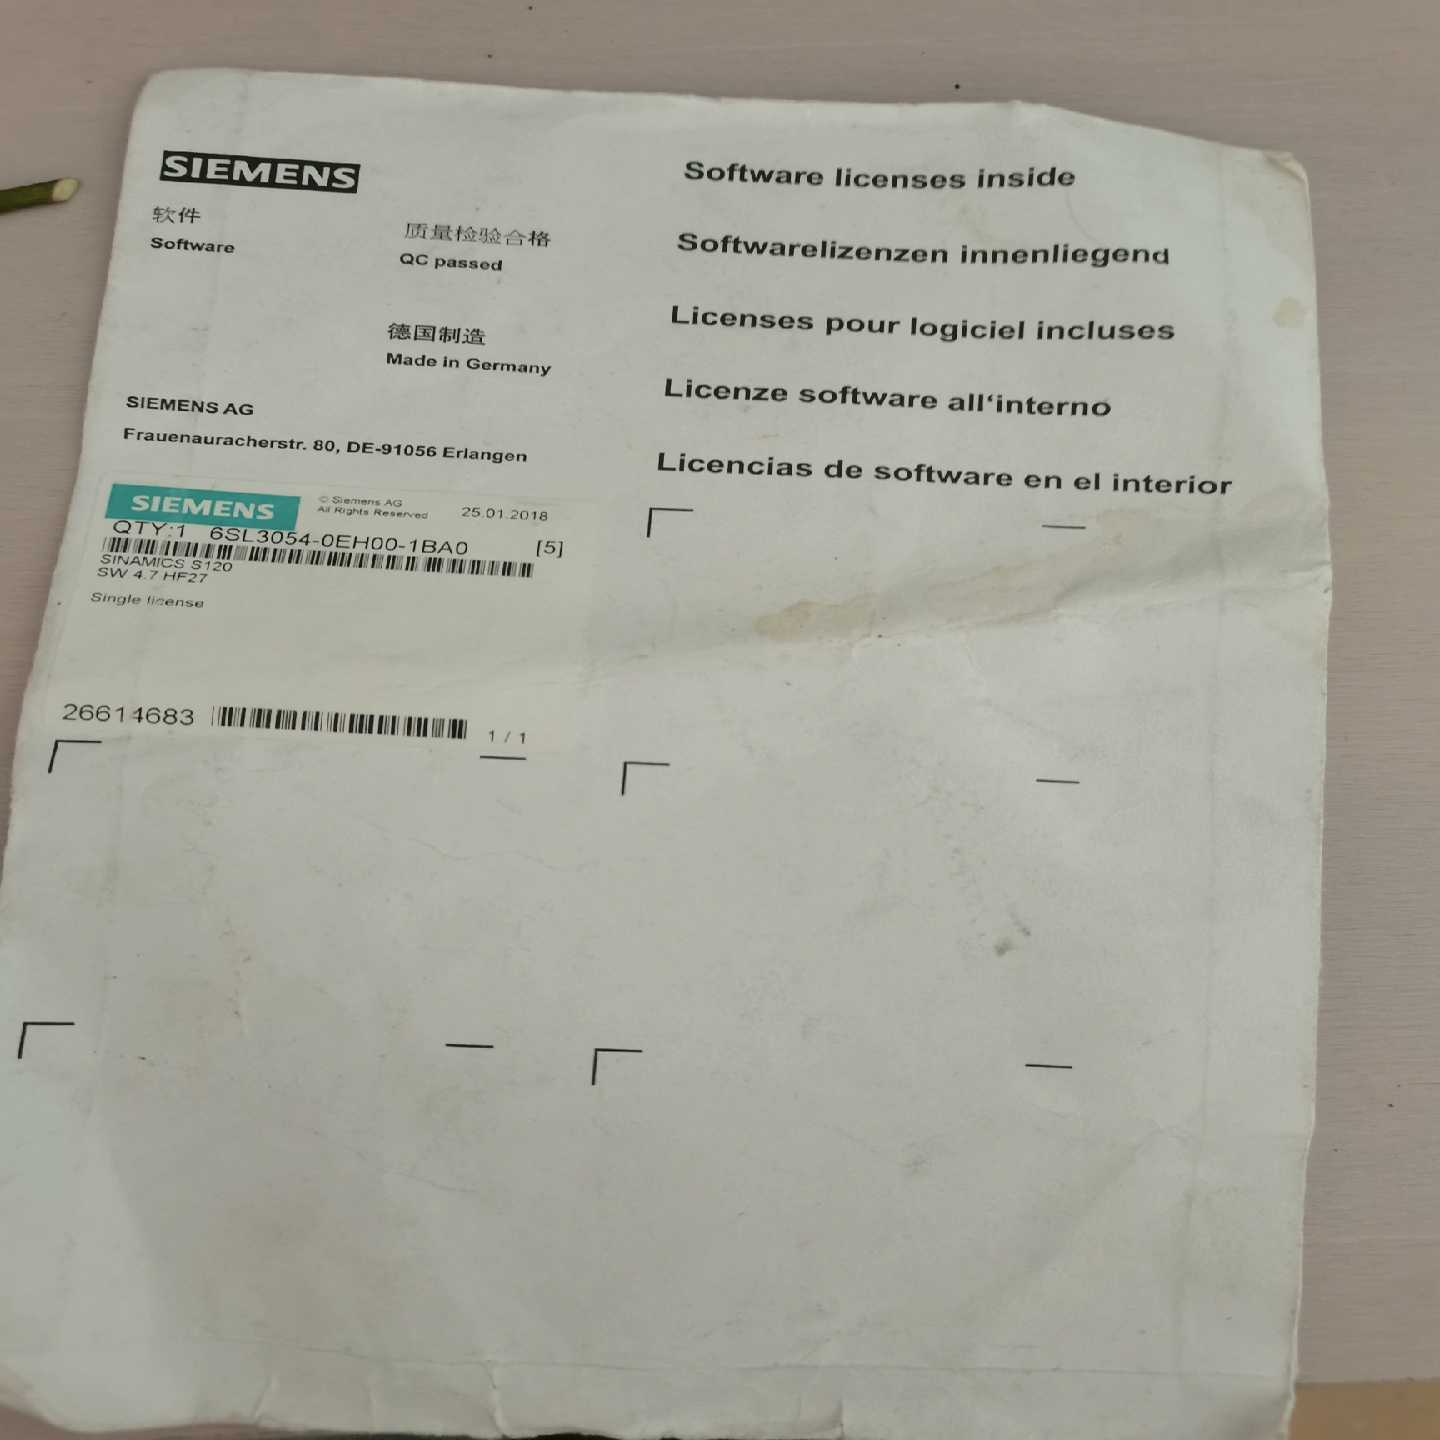 SIEMENS
软件
Software
质量检验合格
QC passed
德国制造
Made in Germany
SIEMENS AG
Frauenauracherstr. 80, DE-91056 Erlangen
Software licenses inside
Softwarelizenzen innenliegend
Licenses pour logiciel incluses
Licenze software all‘interno
Licencias de software en el interior
SIEMENS
© Siemens AG
All Rights Reserved
25.01.2018
QTY:1 6SL3054-0EH00-1BA0 [5]
SINAMICS S120
SW 4.7 HF27
Single license
26614683
1 / 1